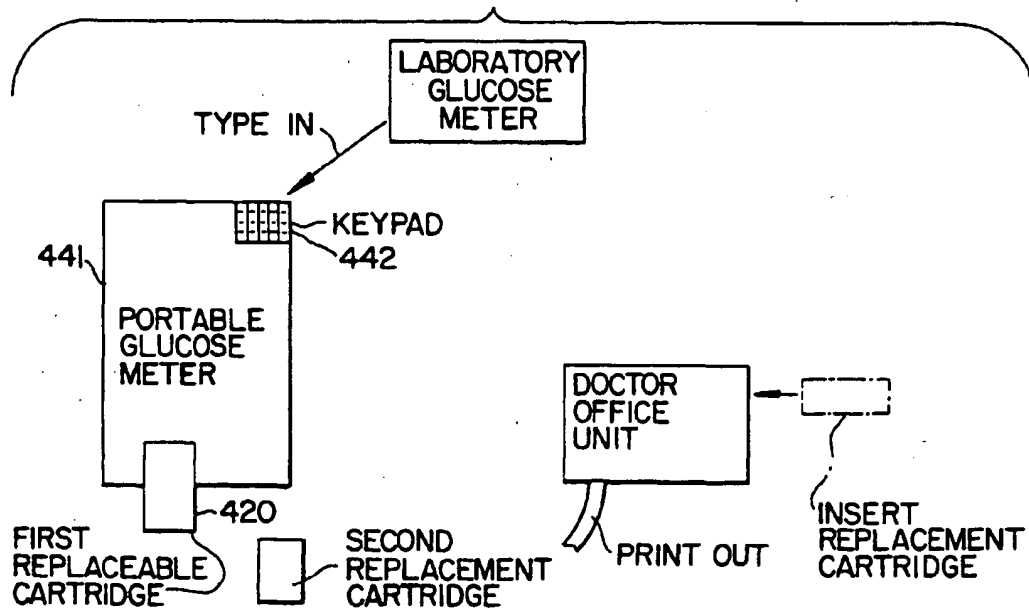 LABORATORY
GLUCOSE
METER
TYPE IN
KEYPAD
442
441
PORTABLE
GLUCOSE
METER
DOCTOR
OFFICE
UNIT
420
FIRST
REPLACEABLE
CARTRIDGE
SECOND
REPLACEMENT
CARTRIDGE
PRINT OUT
INSERT
REPLACEMENT
CARTRIDGE